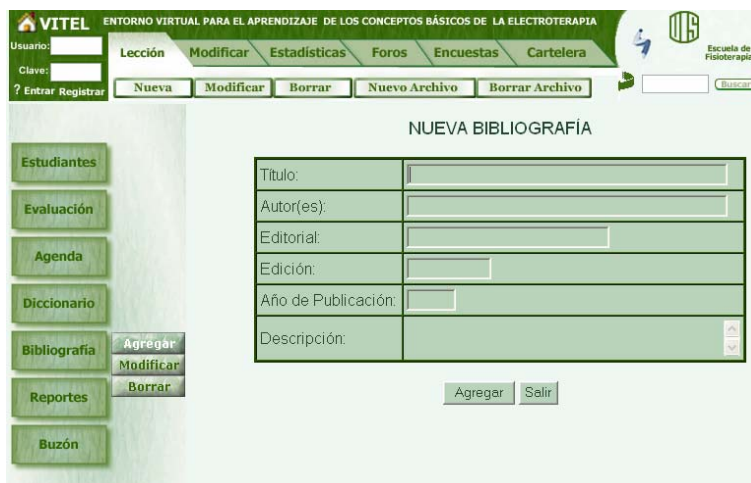 VITEL ENTORNO VIRTUAL PARA EL APRENDIZAJE DE LOS CONCEPTOS BÁSICOS DE LA ELECTROTERAPIA
Usuario:
Clave:
? Entrar Registrar
Lección Modificar Estadísticas Foros Encuestas Cartelera
Nueva Modificar Borrar Nuevo Archivo Borrar Archivo
Escuela de
Fisioterapia
Buscar
NUEVA BIBLIOGRAFÍA
Estudiantes
Evaluación
Agenda
Diccionario
Bibliografía
Reportes
Buzón
Agregar
Modificar
Borrar
Título:
Autor(es):
Editorial:
Edición:
Año de Publicación:
Descripción:
Agregar Salir